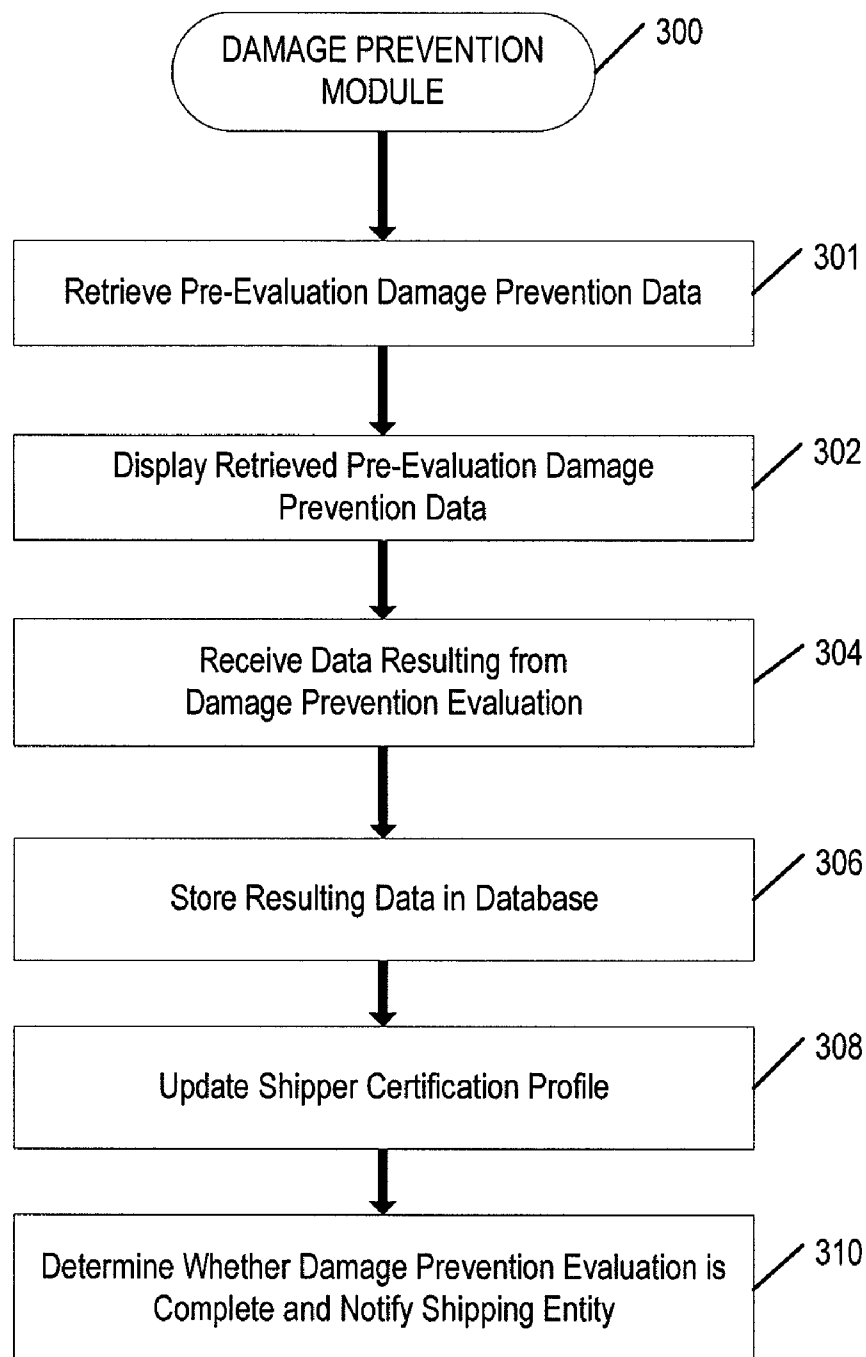 DAMAGE PREVENTION
MODULE
300
Retrieve Pre-Evaluation Damage Prevention Data
301
Display Retrieved Pre-Evaluation Damage
Prevention Data
302
Receive Data Resulting from
Damage Prevention Evaluation
304
Store Resulting Data in Database
306
Update Shipper Certification Profile
308
Determine Whether Damage Prevention Evaluation is
Complete and Notify Shipping Entity
310